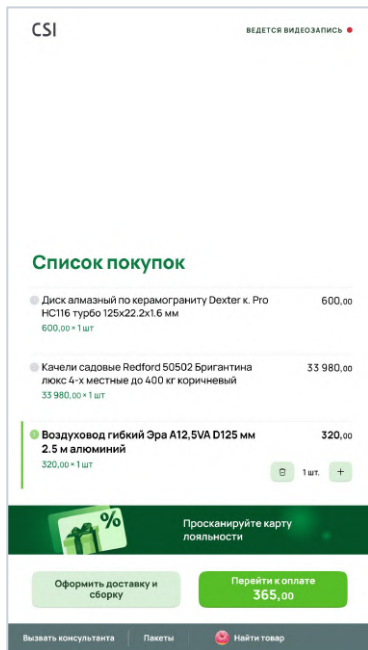 CSI
ВЕДЕТСЯ ВИДЕОЗАПИСЬ
Список покупок
Диск алмазный по керамограниту Dexter к. Pro
600,00
HC116 турбо 125x22.2x1.6 мм
600,00 × 1 шт
Качели садовые Redford 50502 Бригантина
33 980,00
люкс 4-х местные до 400 кг коричневый
33 980,00 × 1 шт
Воздуховод гибкий Эра A12,5VA D125 мм
320,00
2.5 м алюминий
320,00 × 1 шт
1 шт. +
%
Просканируйте карту
лояльности
Оформить доставку и
сборку
Перейти к оплате
365,00
Вызвать консультанта
Пакеты
Найти товар